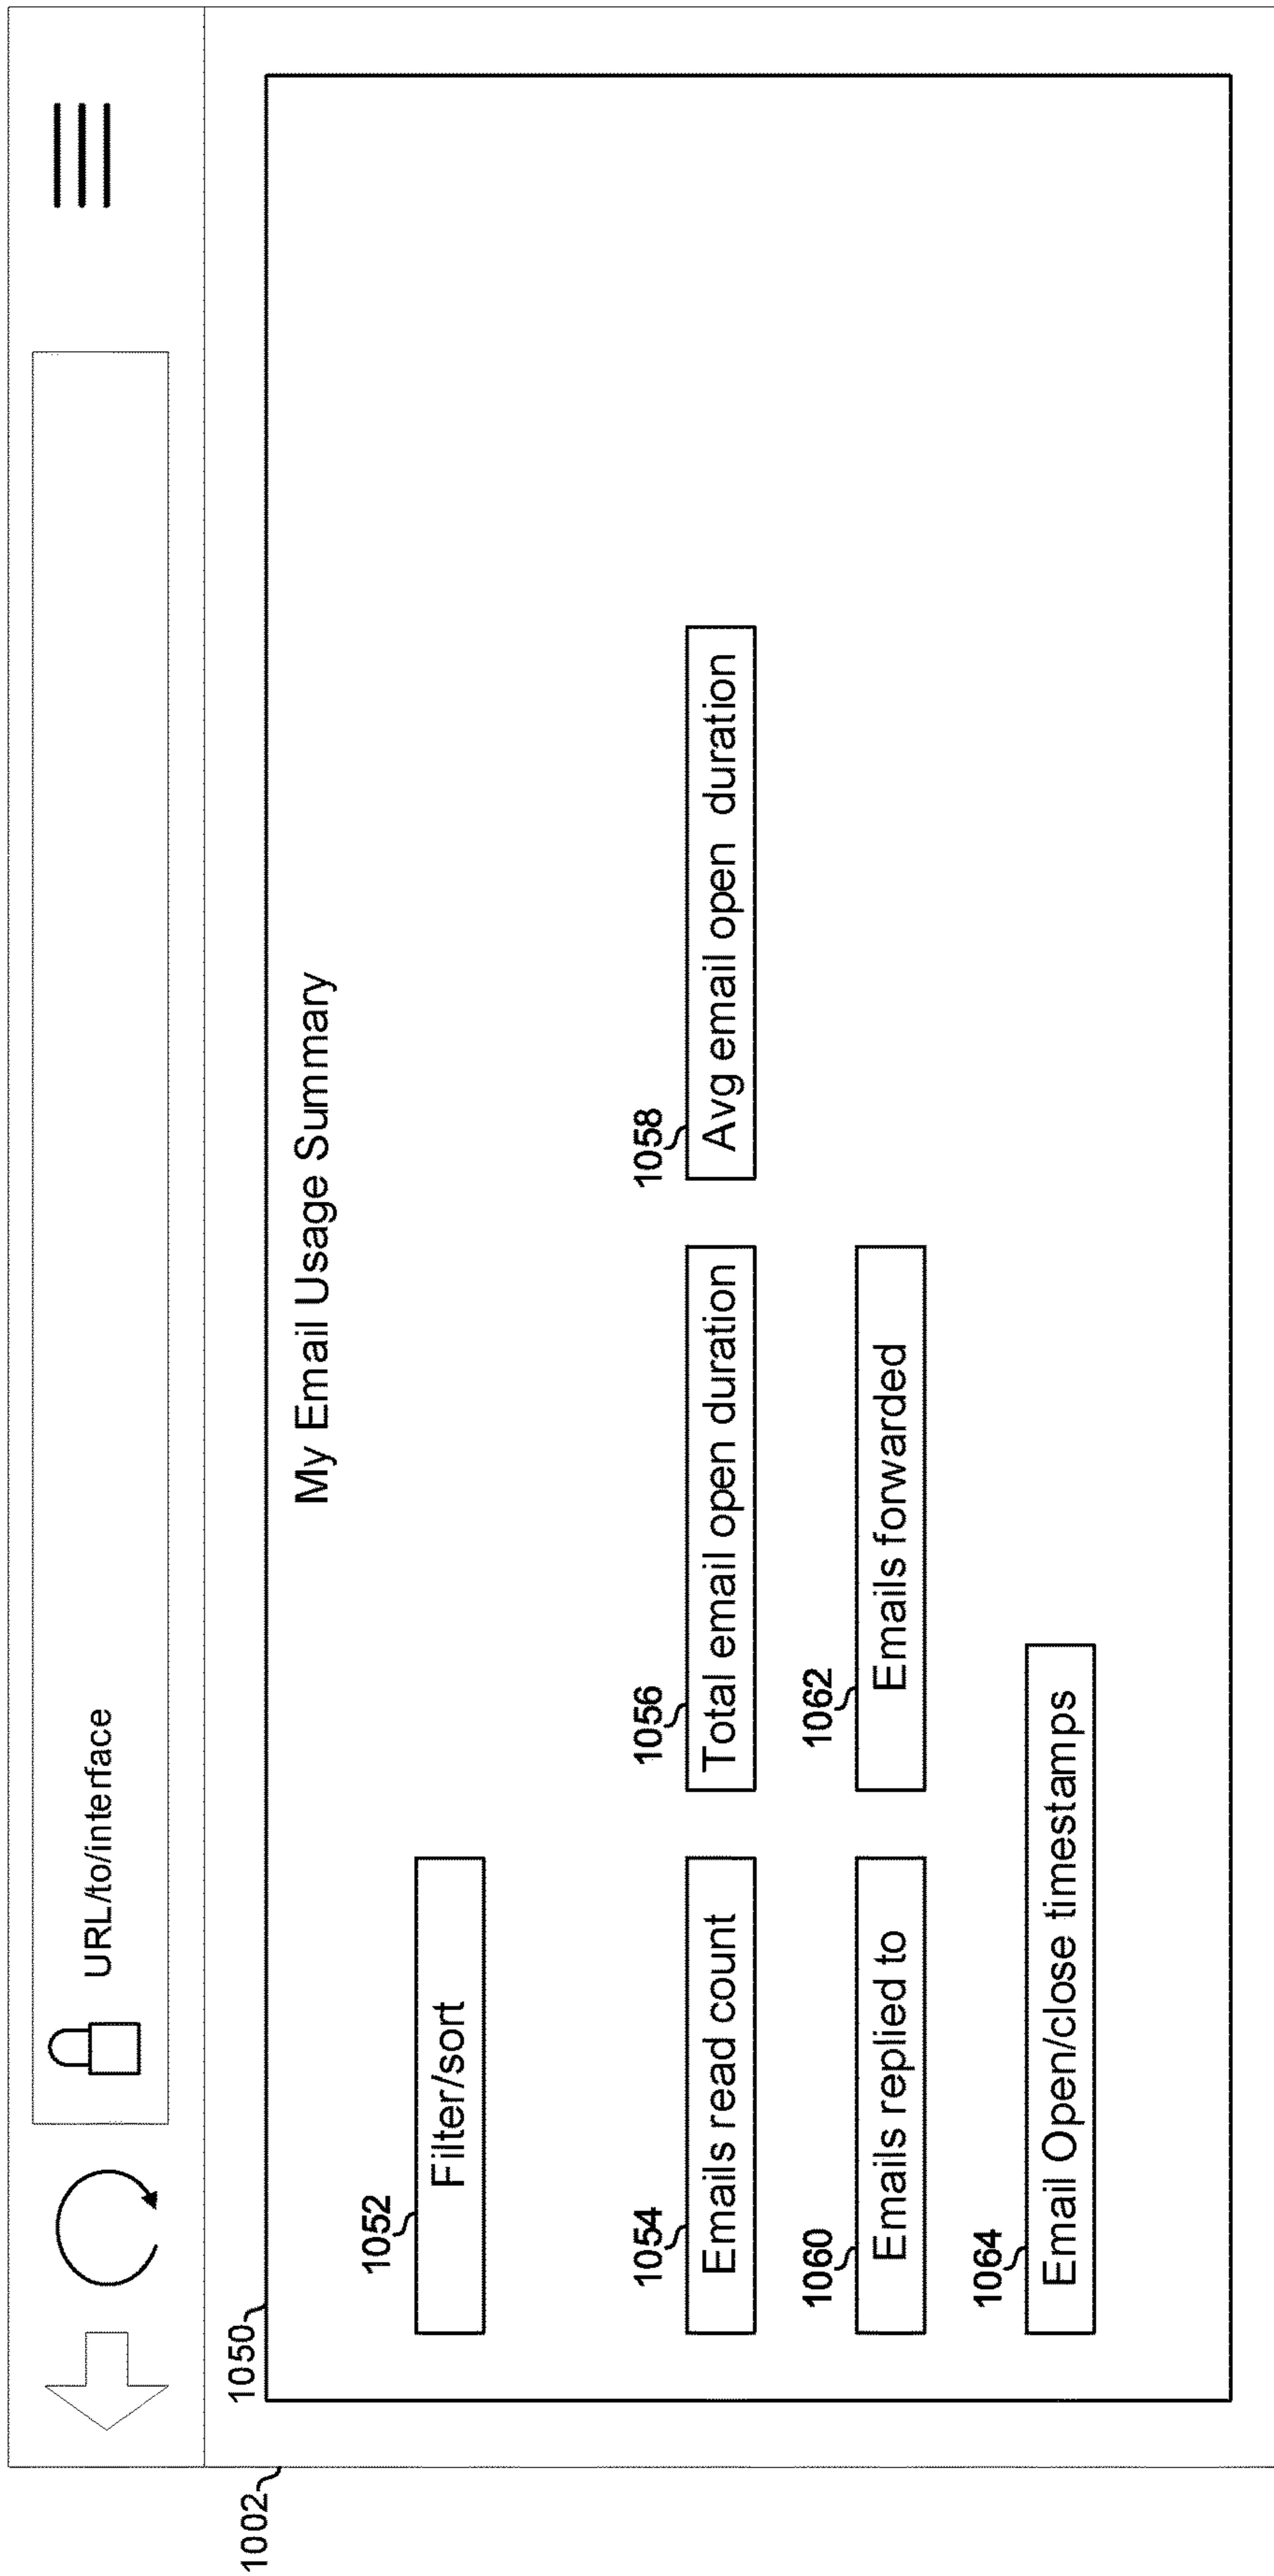 URL/to/interface
1002
1050
My Email Usage Summary
1052
Filter/sort
1054
Emails read count
1056
Total email open duration
1058
Avg email open duration
1060
Emails replied to
1062
Emails forwarded
1064
Email Open/close timestamps